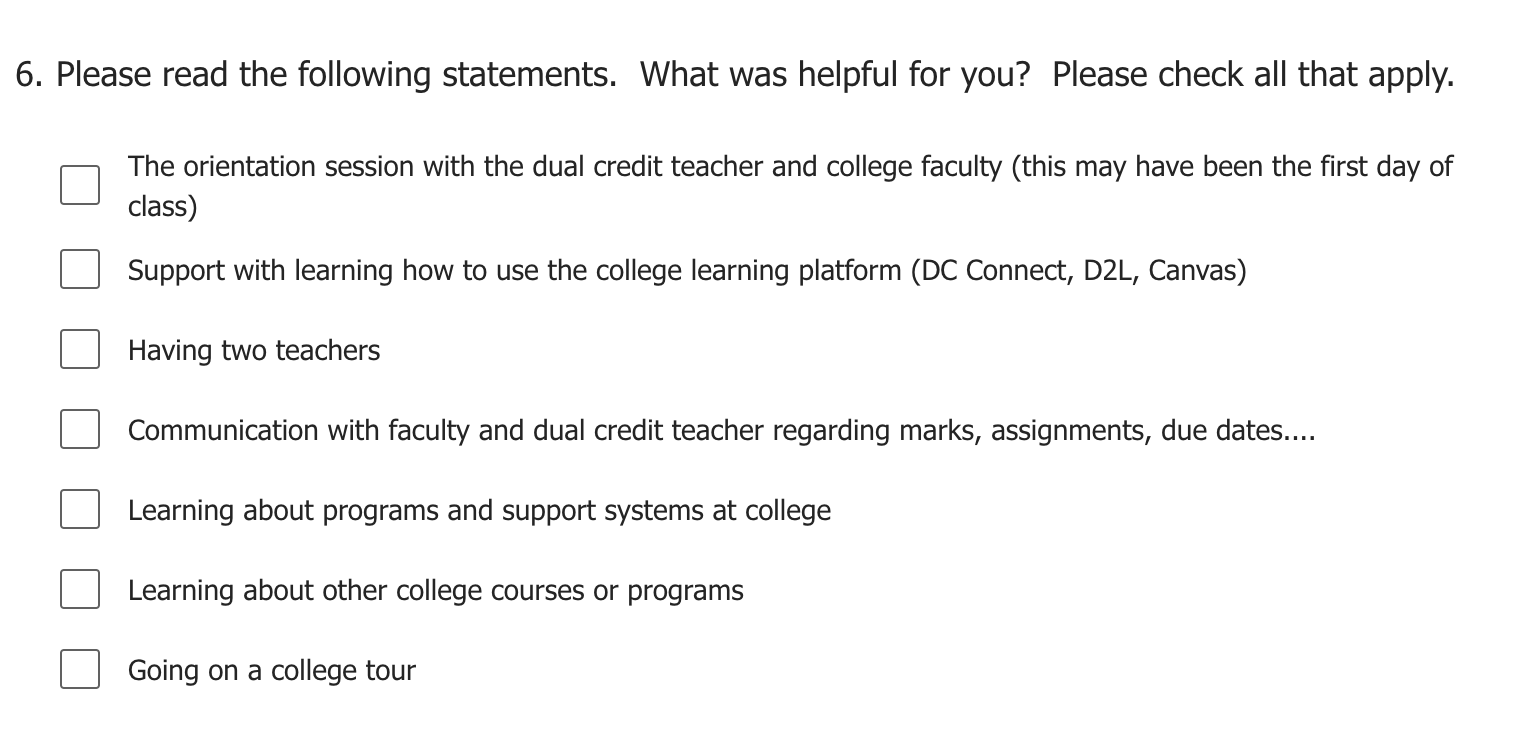 6. Please read the following statements.  What was helpful for you?  Please check all that apply.
The orientation session with the dual credit teacher and college faculty (this may have been the first day of
class)
Support with learning how to use the college learning platform (DC Connect, D2L, Canvas)
Having two teachers
Communication with faculty and dual credit teacher regarding marks, assignments, due dates....
Learning about programs and support systems at college
Learning about other college courses or programs
Going on a college tour